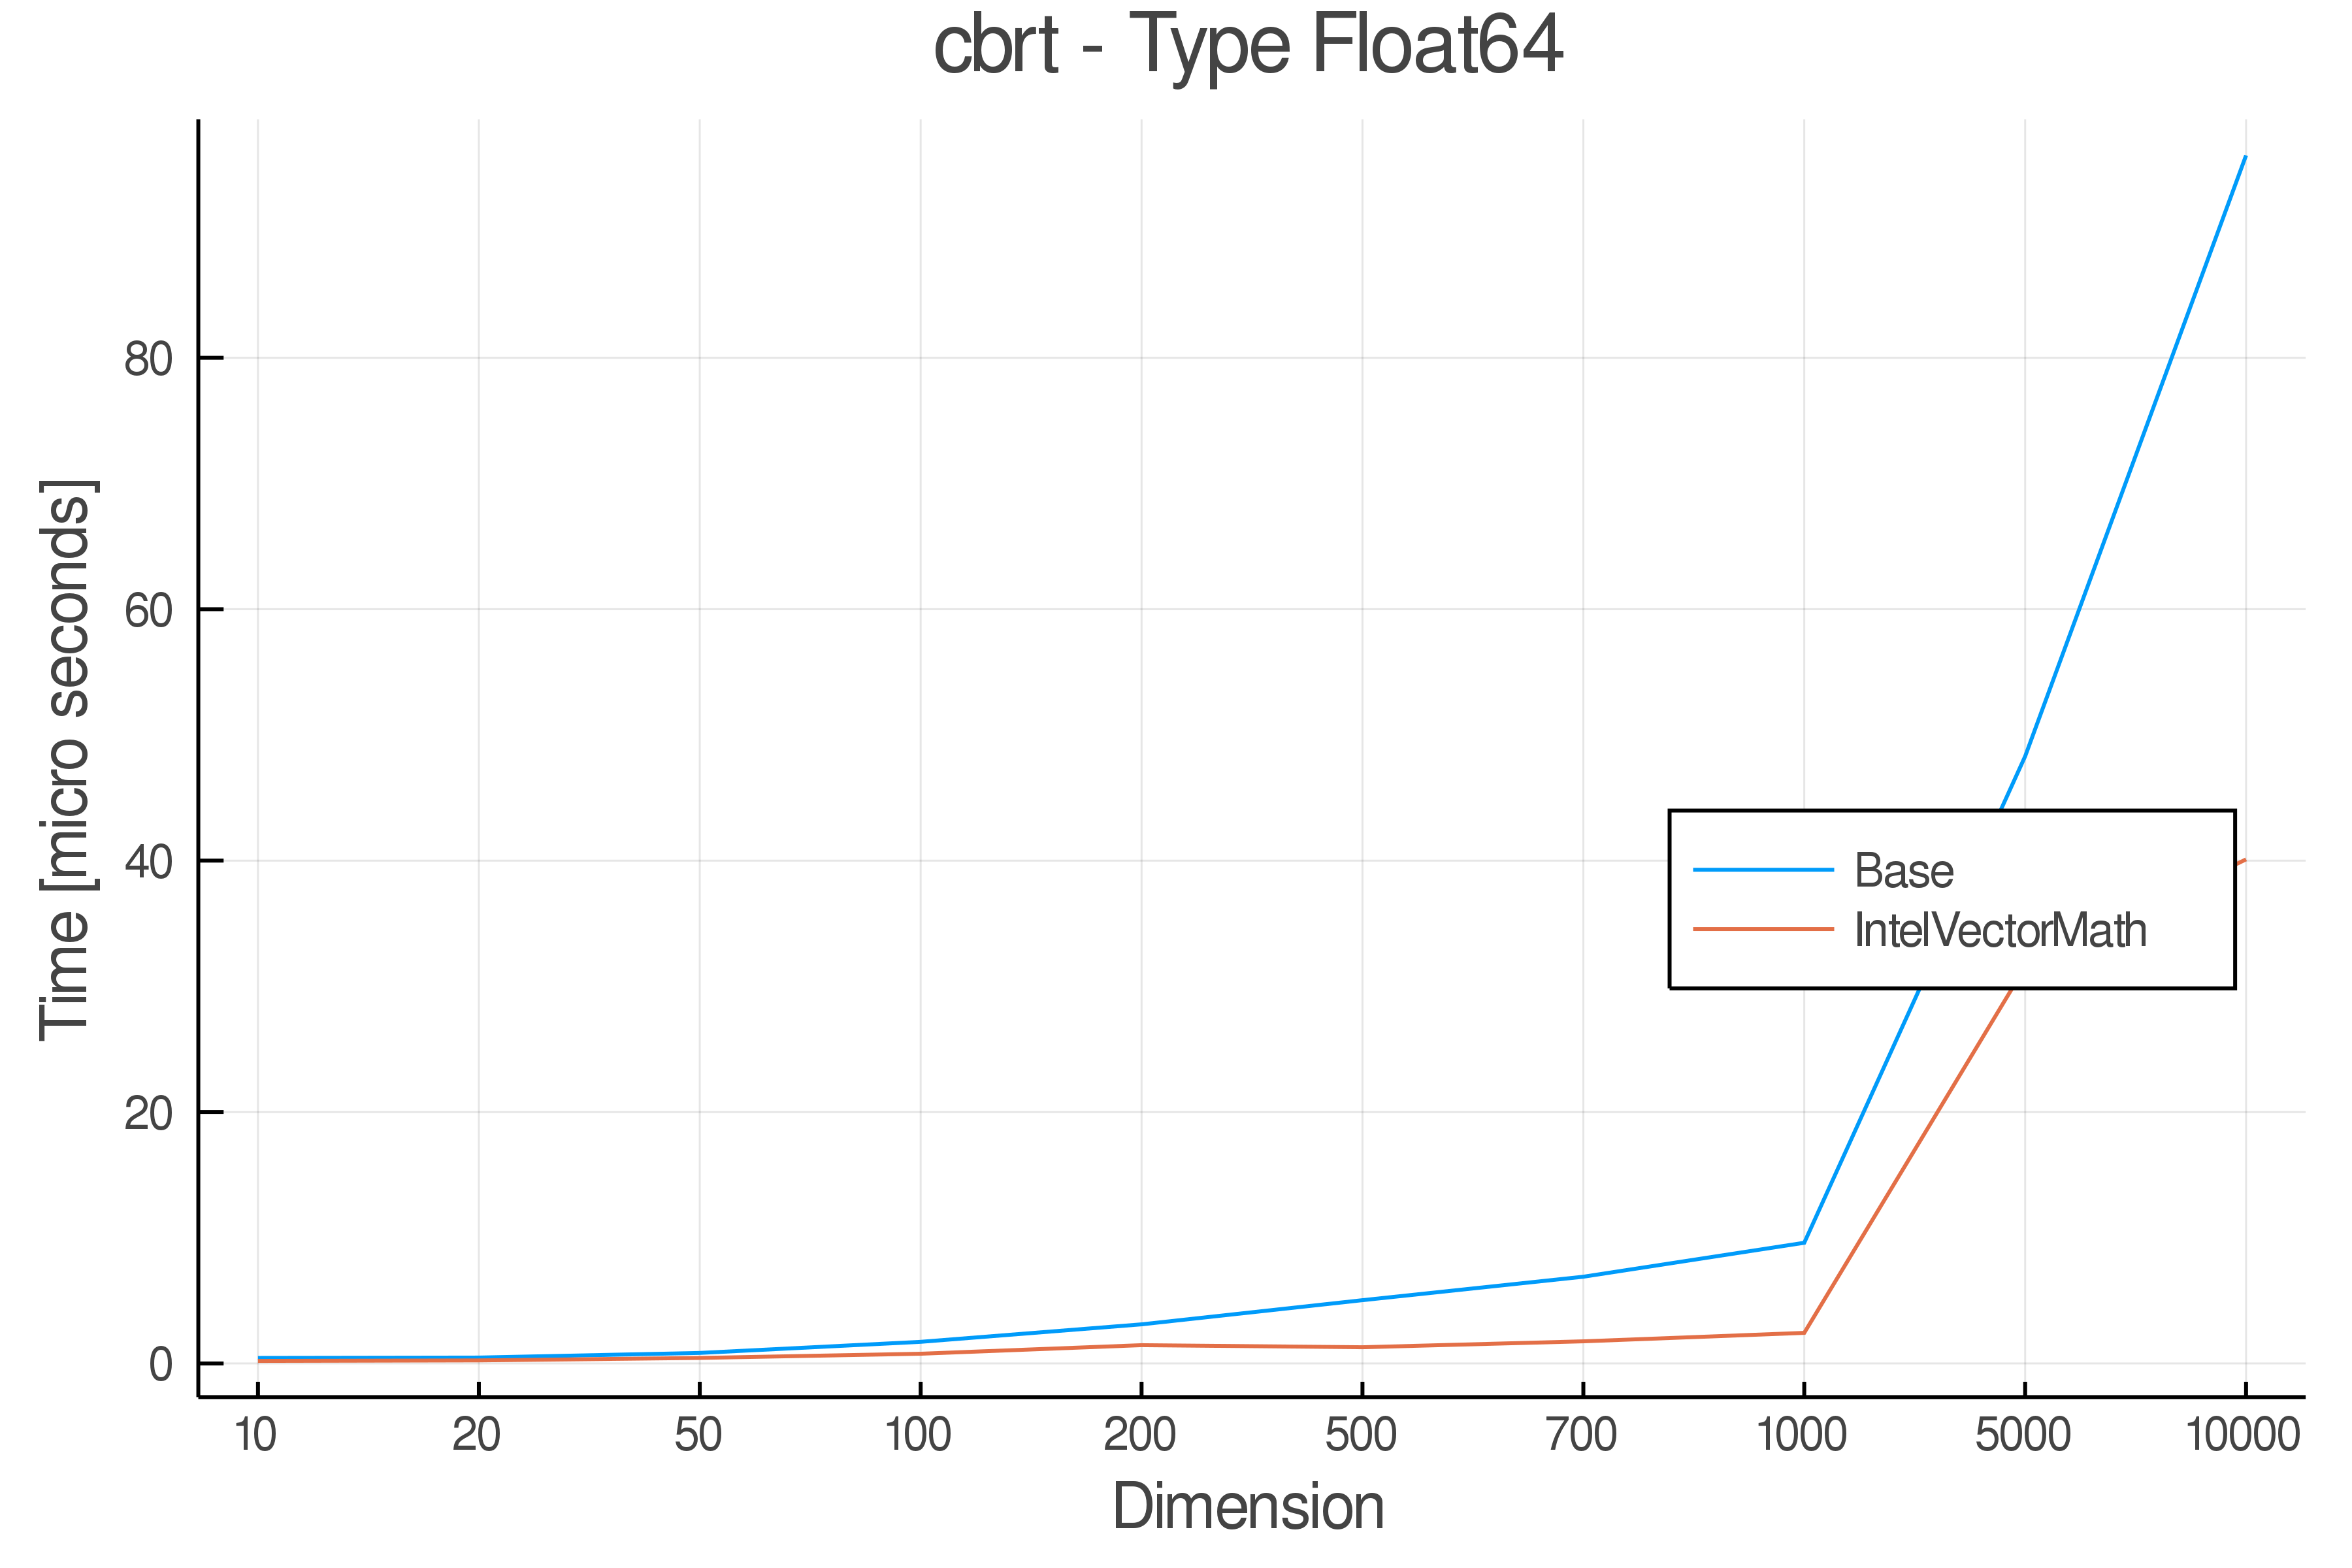 cbrt - Type Float64
Time [micro seconds]
80
60
40
20
0
Base
IntelVectorMath
10 20 50 100 200 500 700 1000 5000 10000
Dimension